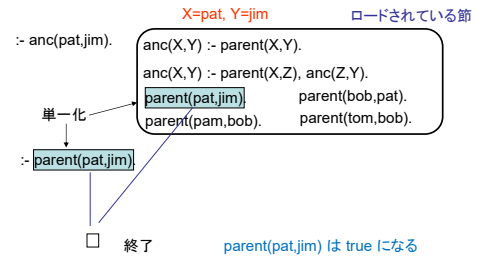 X=pat, Y=jim
ロードされている節
:- anc(pat,jim).
anc(X,Y) :- parent(X,Y).
anc(X,Y) :- parent(X,Z), anc(Z,Y).
parent(pat,jim). parent(bob,pat).
parent(pam,bob). parent(tom,bob).
単一化
:- parent(pat,jim).
□ 終了
parent(pat,jim) は true になる